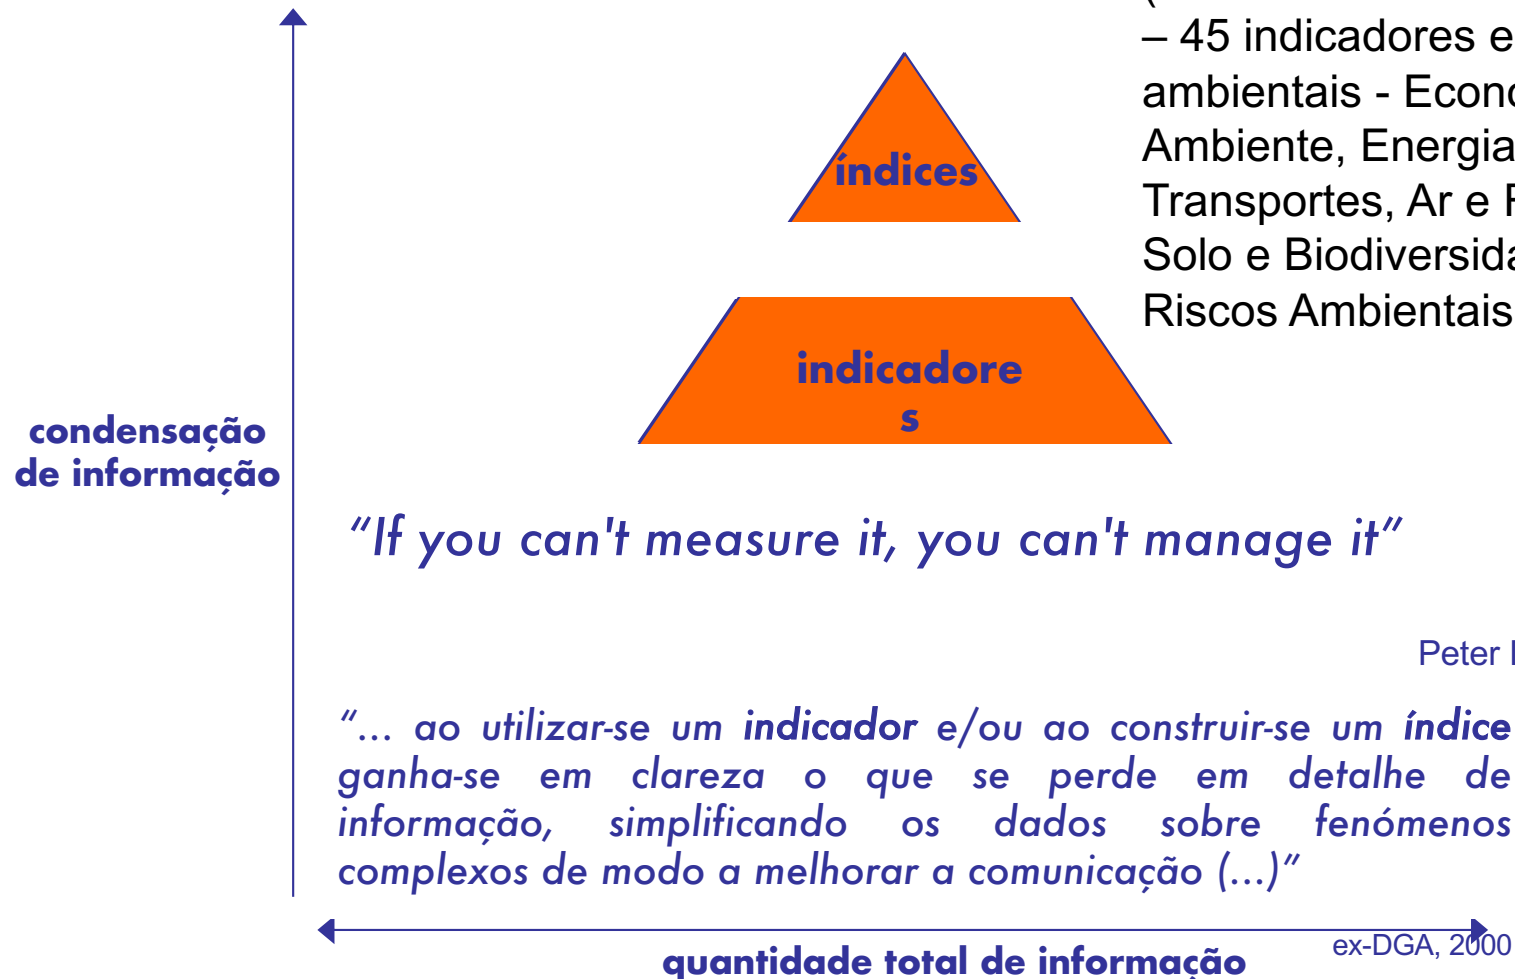 – 45 indicadores e
ambientais - Econ
Ambiente, Energia
Transportes, Ar e
Solo e Biodiversid
Riscos Ambientais
índices
indicadore
s
condensação
de informação
“If you can't measure it, you can't manage it”
Peter
“... ao utilizar-se um indicador e/ou ao construir-se um índice
ganha-se em clareza o que se perde em detalhe de
informação, simplificando os dados sobre fenómenos
complexos de modo a melhorar a comunicação (...)”
ex-DGA, 2000
quantidade total de informação